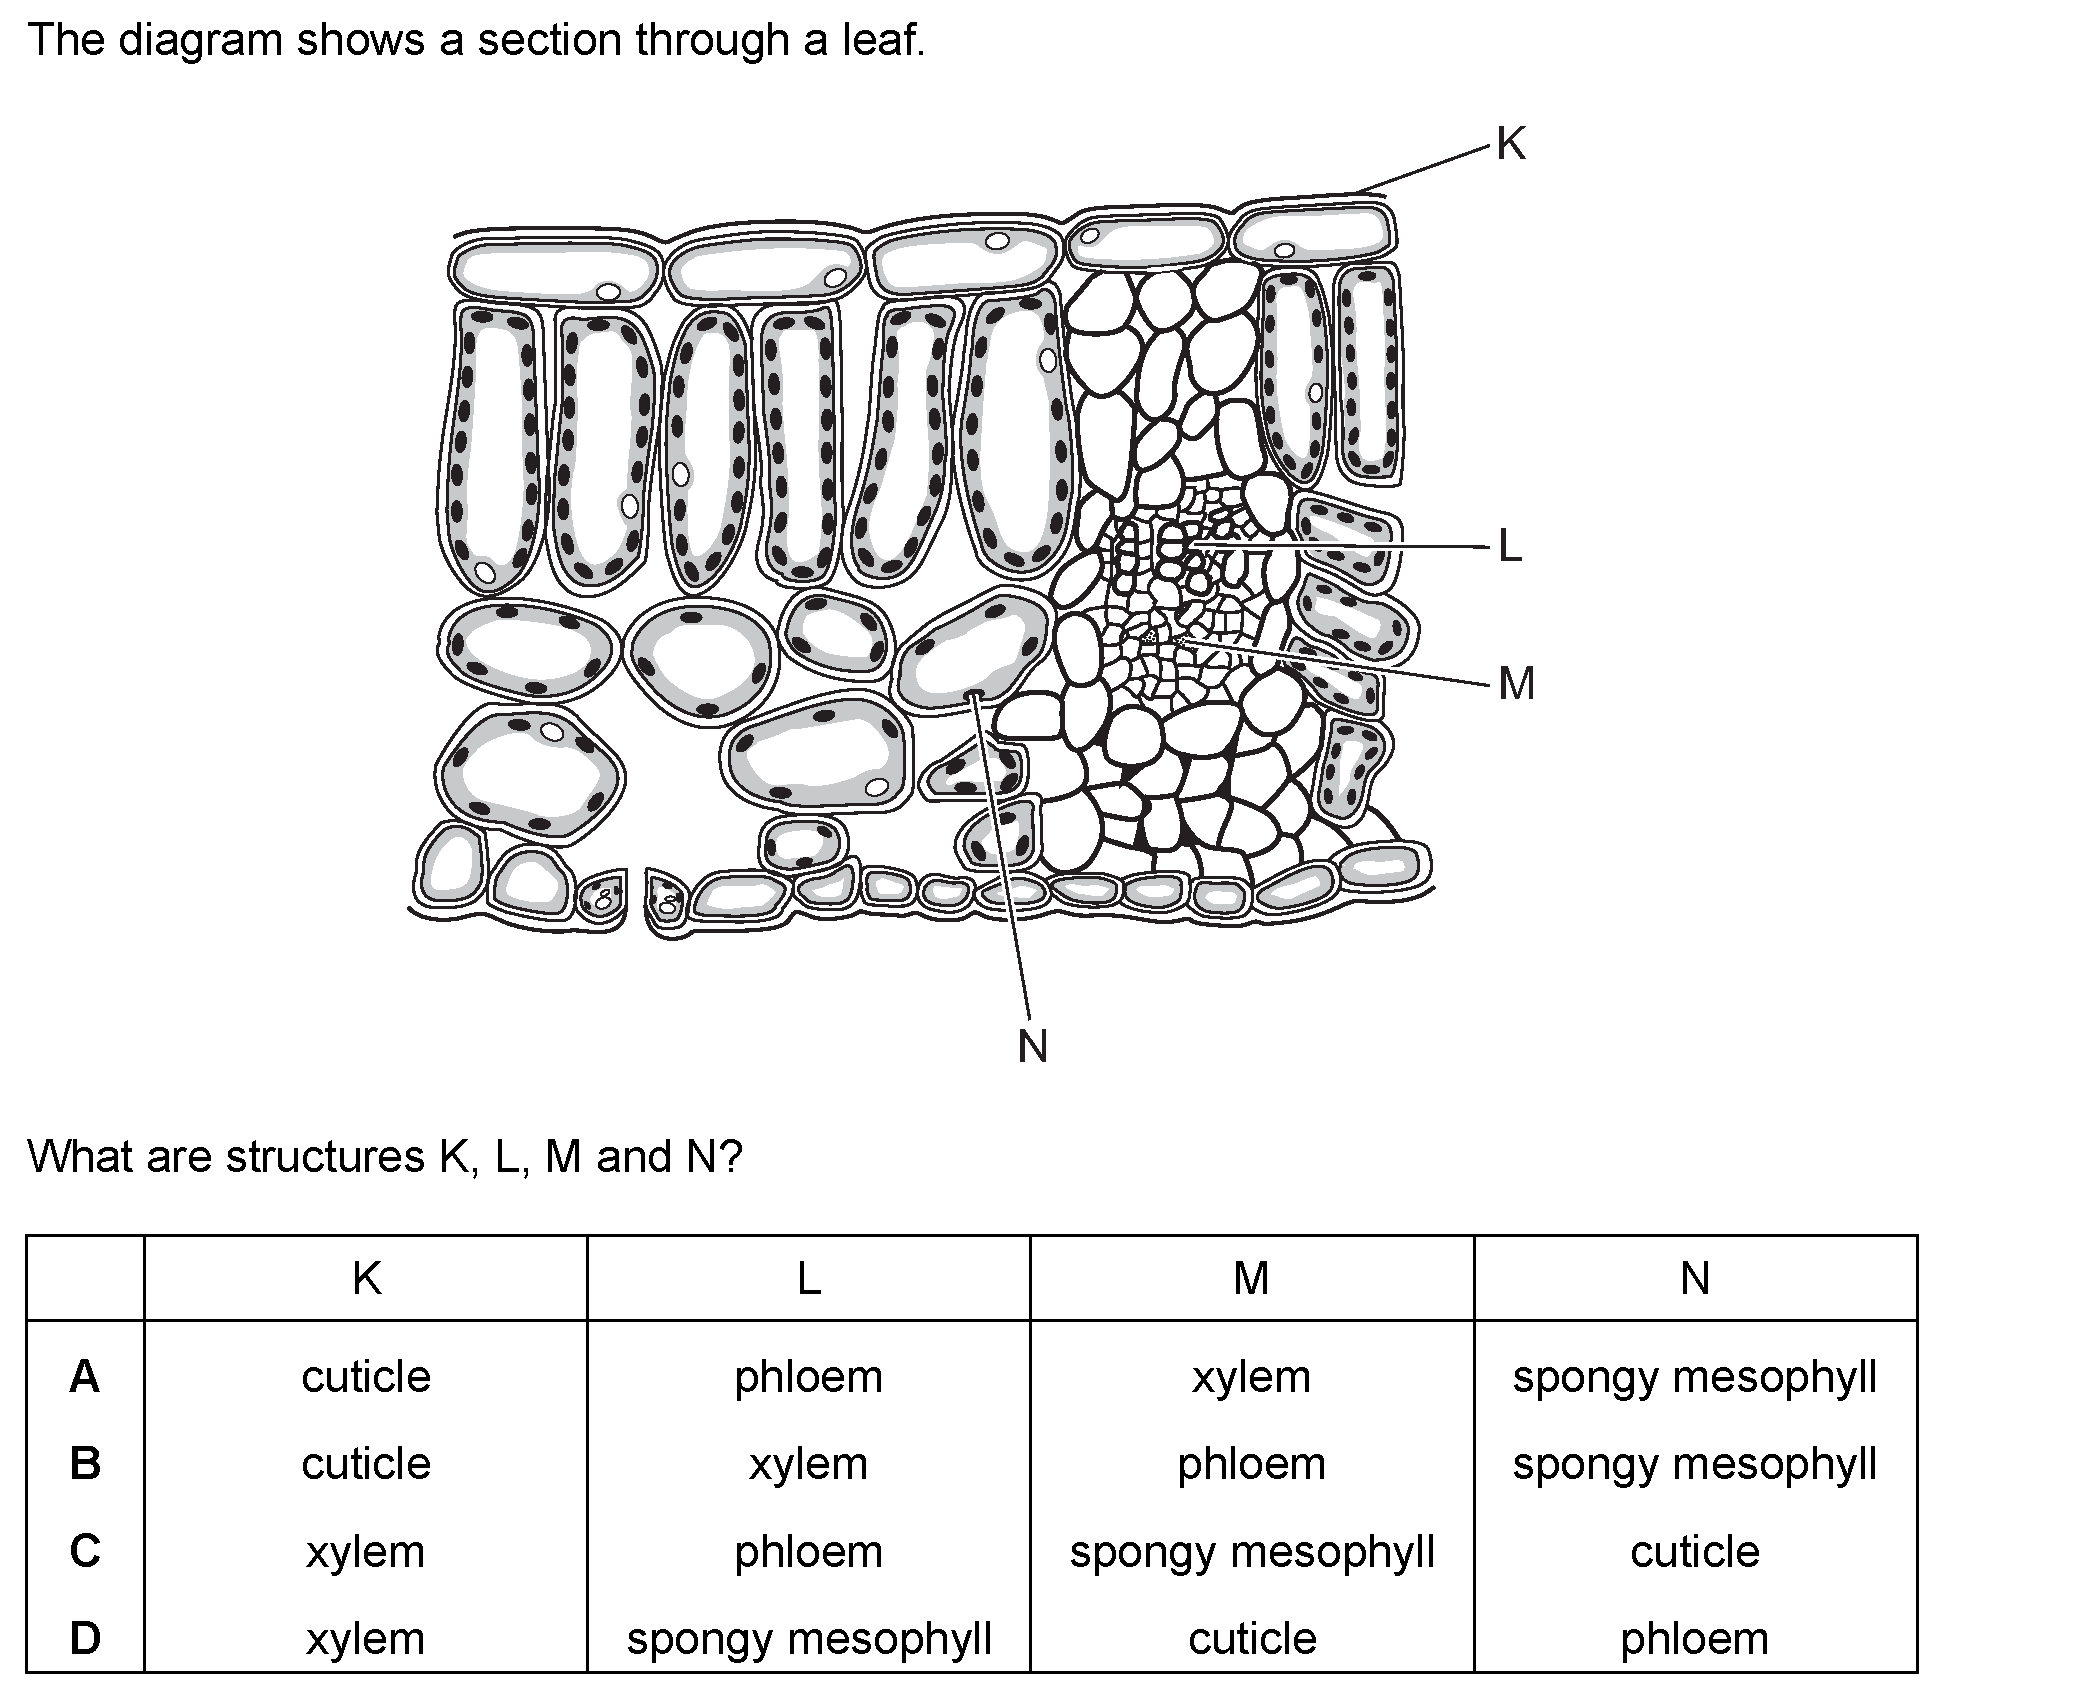 The diagram shows a section through a leaf.
K
L
M
N
What are structures K, L, M and N?
K L M N
A cuticle phloem xylem spongy mesophyll
B cuticle xylem phloem spongy mesophyll
C xylem phloem spongy mesophyll cuticle
D xylem spongy mesophyll cuticle phloem